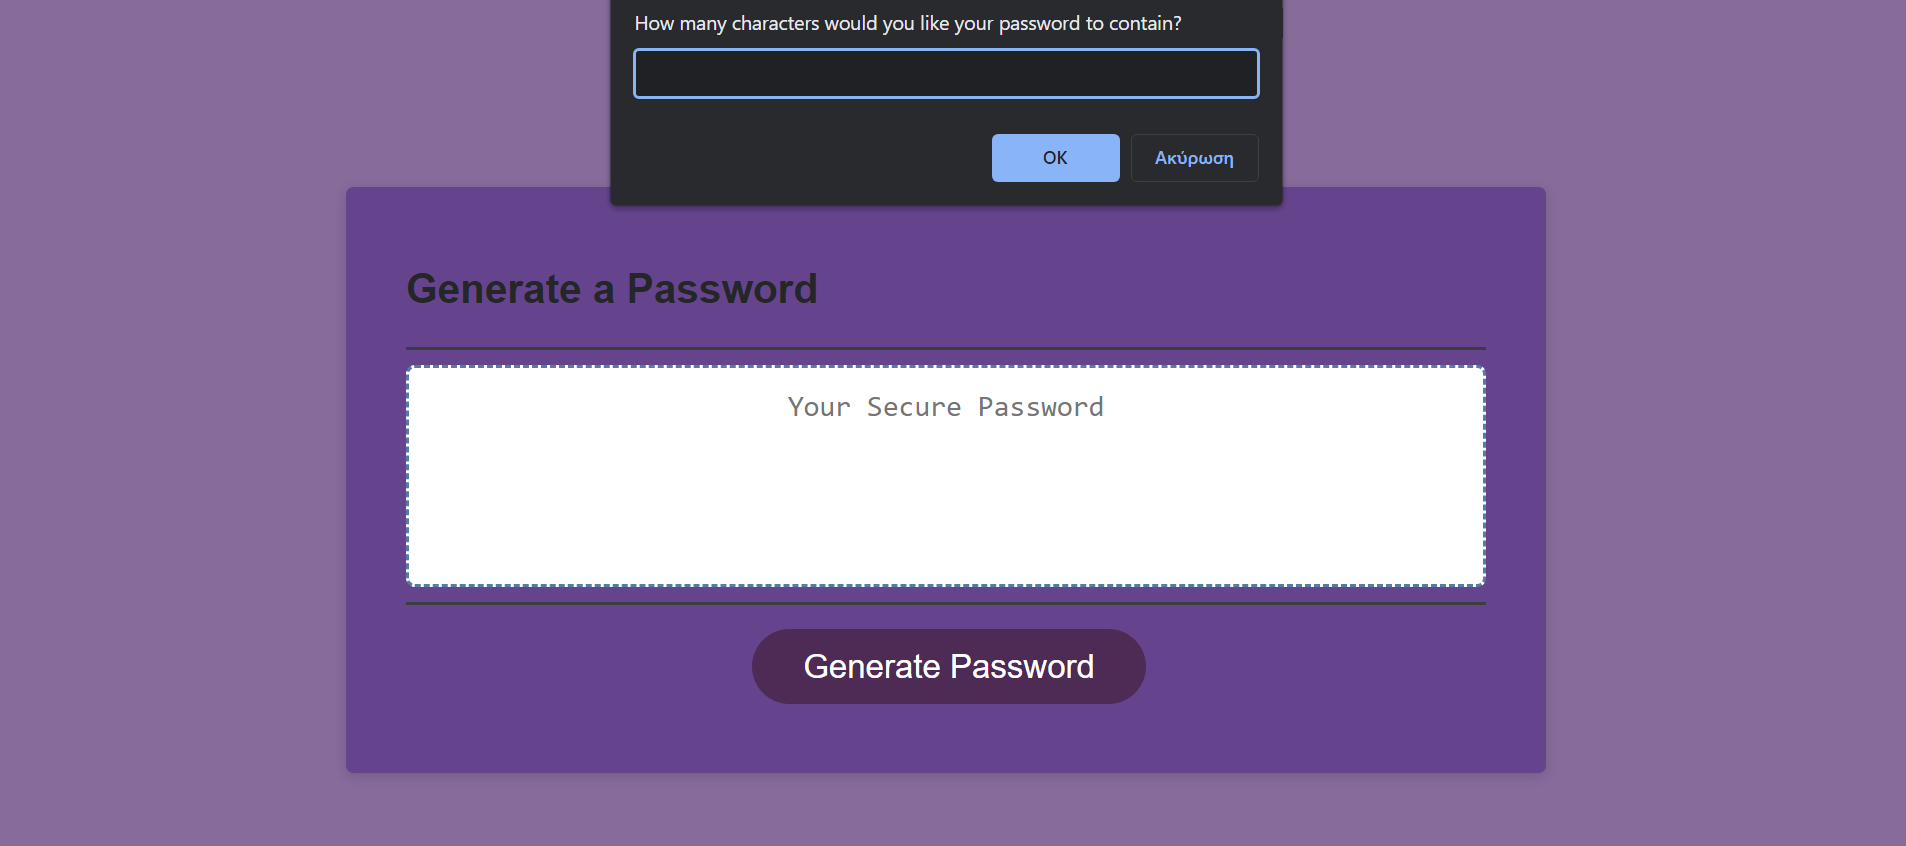 How many characters would you like your password to contain?
OK Ακύρωση
Generate a Password
Your Secure Password
Generate Password